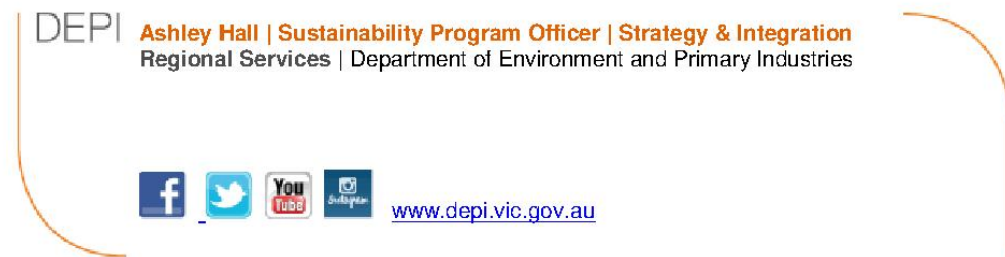 DEPI
Ashley Hall | Sustainability Program Officer | Strategy & Integration
Regional Services | Department of Environment and Primary Industries
f You Tube Instagram www.depi.vic.gov.au